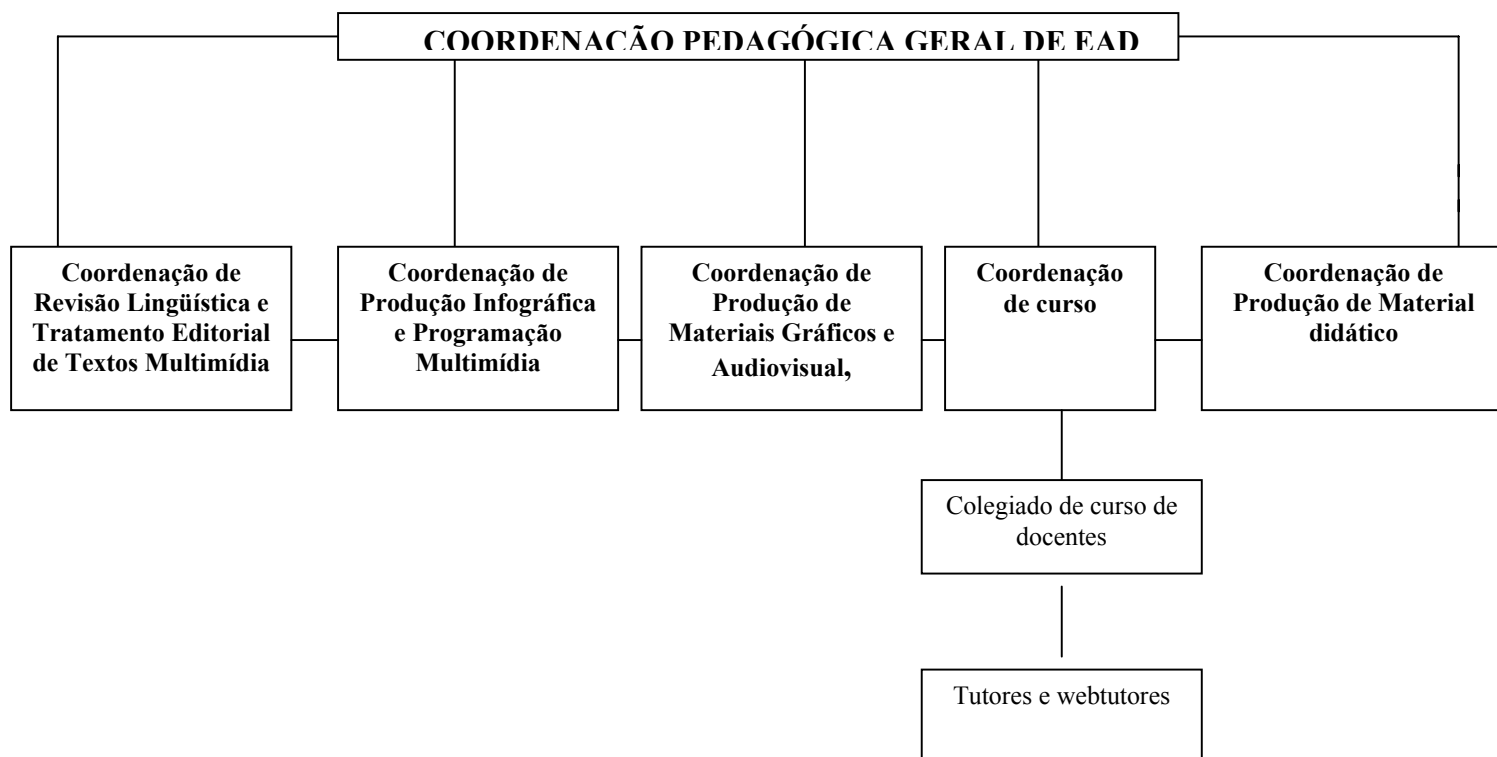 COORDENAÇÃO PEDAGÓGICA GERAL DE EAD
Coordenação de
Revisão Lingüística e
Tratamento Editorial
de Textos Multimídia
Coordenação de
Produção Infográfica
e Programação
Multimídia
Coordenação de
Produção de
Materiais Gráficos e
Audiovisual,
Coordenação
de curso
Coordenação de
Produção de Material
didático
Colegiado de curso de
docentes
Tutores e webtutores